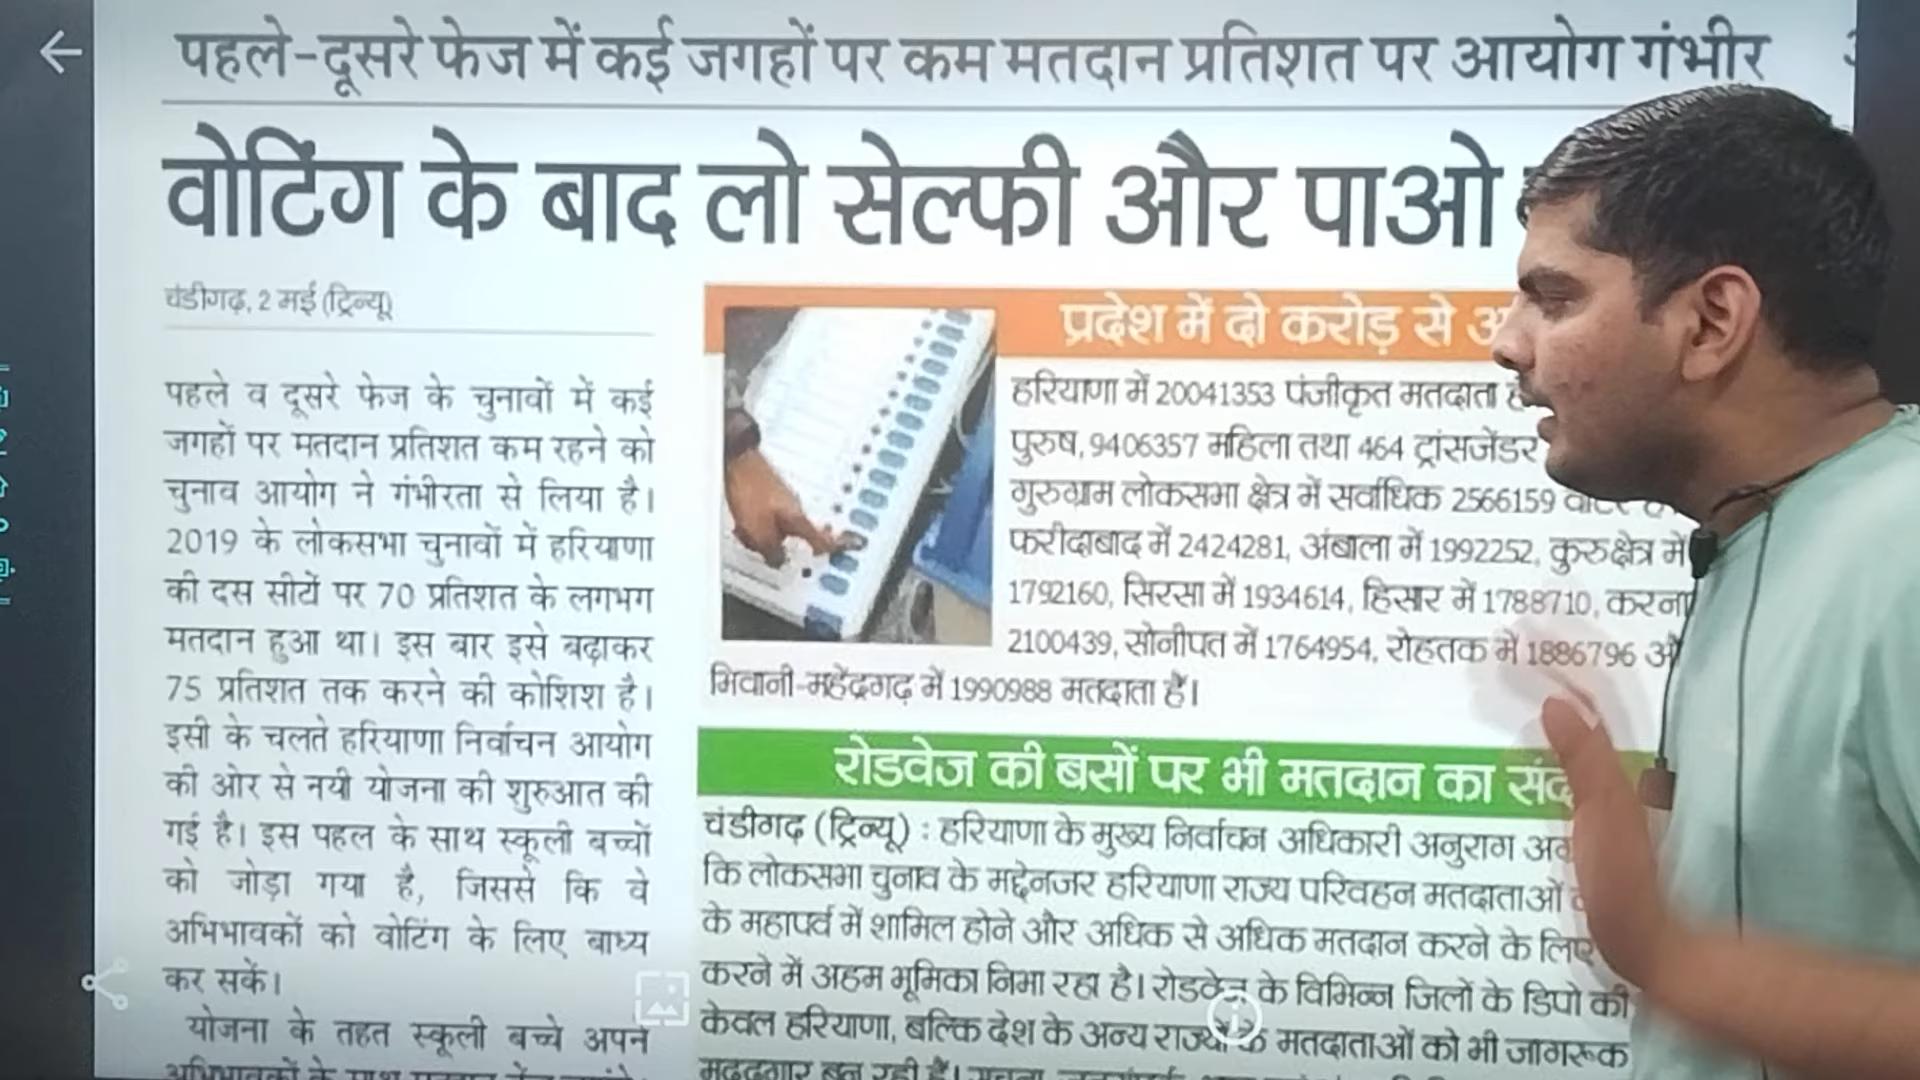 पहले-दूसरे फेज में कई जगहों पर कम मतदान प्रतिशत पर आयोग गंभीर
वोटिंग के बाद लो सेल्फी और पाओ
चंडीगढ़, 2 मई (ट्रिन्यू)
पहले व दूसरे फेज के चुनावों में कई
जगहों पर मतदान प्रतिशत कम रहने को
चुनाव आयोग ने गंभीरता से लिया है।
2019 के लोकसभा चुनावों में हरियाणा
की दस सीटों पर 70 प्रतिशत के लगभग
मतदान हुआ था। इस बार इसे बढ़ाकर
75 प्रतिशत तक करने की कोशिश है।
इसी के चलते हरियाणा निर्वाचन आयोग
की ओर से नयी योजना की शुरुआत की
गई है। इस पहल के साथ स्कूली बच्चों
को जोड़ा गया है, जिससे कि वे
अभिभावकों को वोटिंग के लिए बाध्य
कर सकें।
योजना के तहत स्कूली बच्चे अपने
प्रदेश में दो करोड़ से
हरियाणा में 20041353 पंजीकृत मतदाता
पुरुष, 9406357 महिला तथा 464 ट्रांसजेंडर
गुरुग्राम लोकसभा क्षेत्र में सर्वाधिक 2566159
फरीदाबाद में 2424281, अंबाला में 1992252, कुरुक्षेत्र में
1792160, सिरसा में 1934614, हिसार में 1788710,
2100439, सोनीपत में 1764954, रोहतक में 1886796
भिवानी-महेंद्रगढ़ में 1990988 मतदाता हैं।
रोडवेज की बसों पर भी मतदान का
चंडीगढ़ (ट्रिन्यू) : हरियाणा के मुख्य निर्वाचन अधिकारी अनुराग
कि लोकसभा चुनाव के मद्देनजर हरियाणा राज्य परिवहन मतदाताओं
के महापर्व में शामिल होने और अधिक से अधिक मतदान करने के लिए
करने में अहम भूमिका निभा रहा है। रोडवेज के विभिन्न जिलों के डिपो की
केवल हरियाणा, बल्कि देश के अन्य राज्यों के मतदाताओं को भी जागरूक